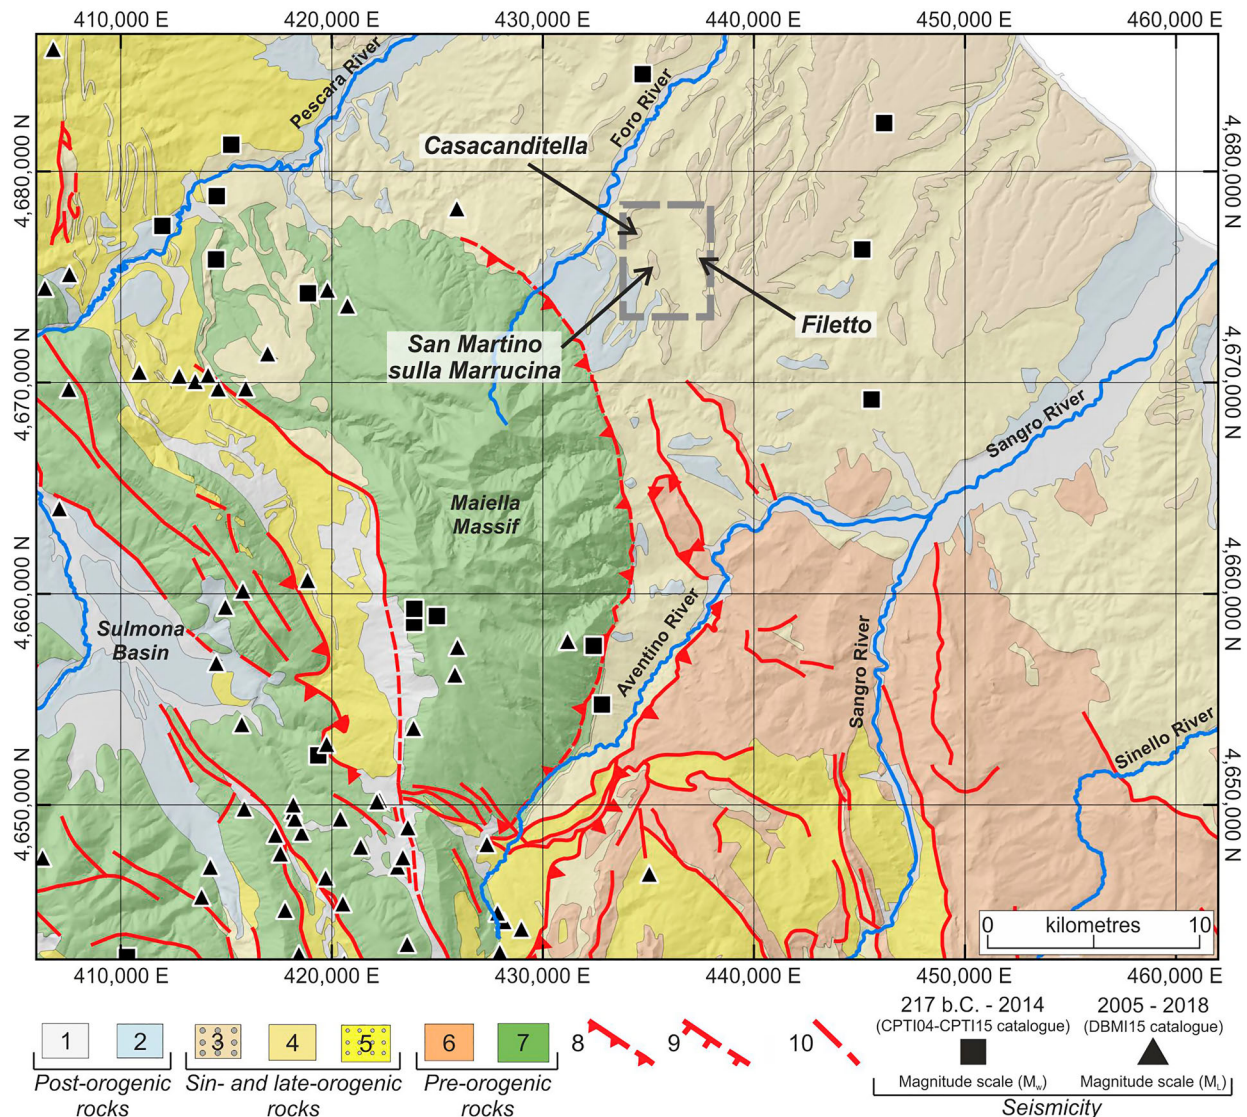 410,000 E 420,000 E 430,000 E 440,000 E 450,000 E 460,000 E
4,680,000 N
4,670,000 N
4,660,000 N
4,650,000 N
4,680,000 N
4,670,000 N
4,660,000 N
4,650,000 N
Pescara River
Foro River
Casacanditella
San Martino
sulla Marrucina
Filetto
Sangro River
Maiella
Massif
Sulmona
Basin
Aventino River
Sangro River
Sinello River
0 kilometres 10
410,000 E 420,000 E 430,000 E 440,000 E 450,000 E 460,000 E
1 2 3 4 5 6 7 8 9 10
Post-orogenic
rocks
Sin- and late-orogenic
rocks
Pre-orogenic
rocks
217 b.C. - 2014
(CPTI04-CPTI15 catalogue)
Magnitude scale (Mw)
2005 - 2018
(DBMI15 catalogue)
Magnitude scale (ML)
Seismicity